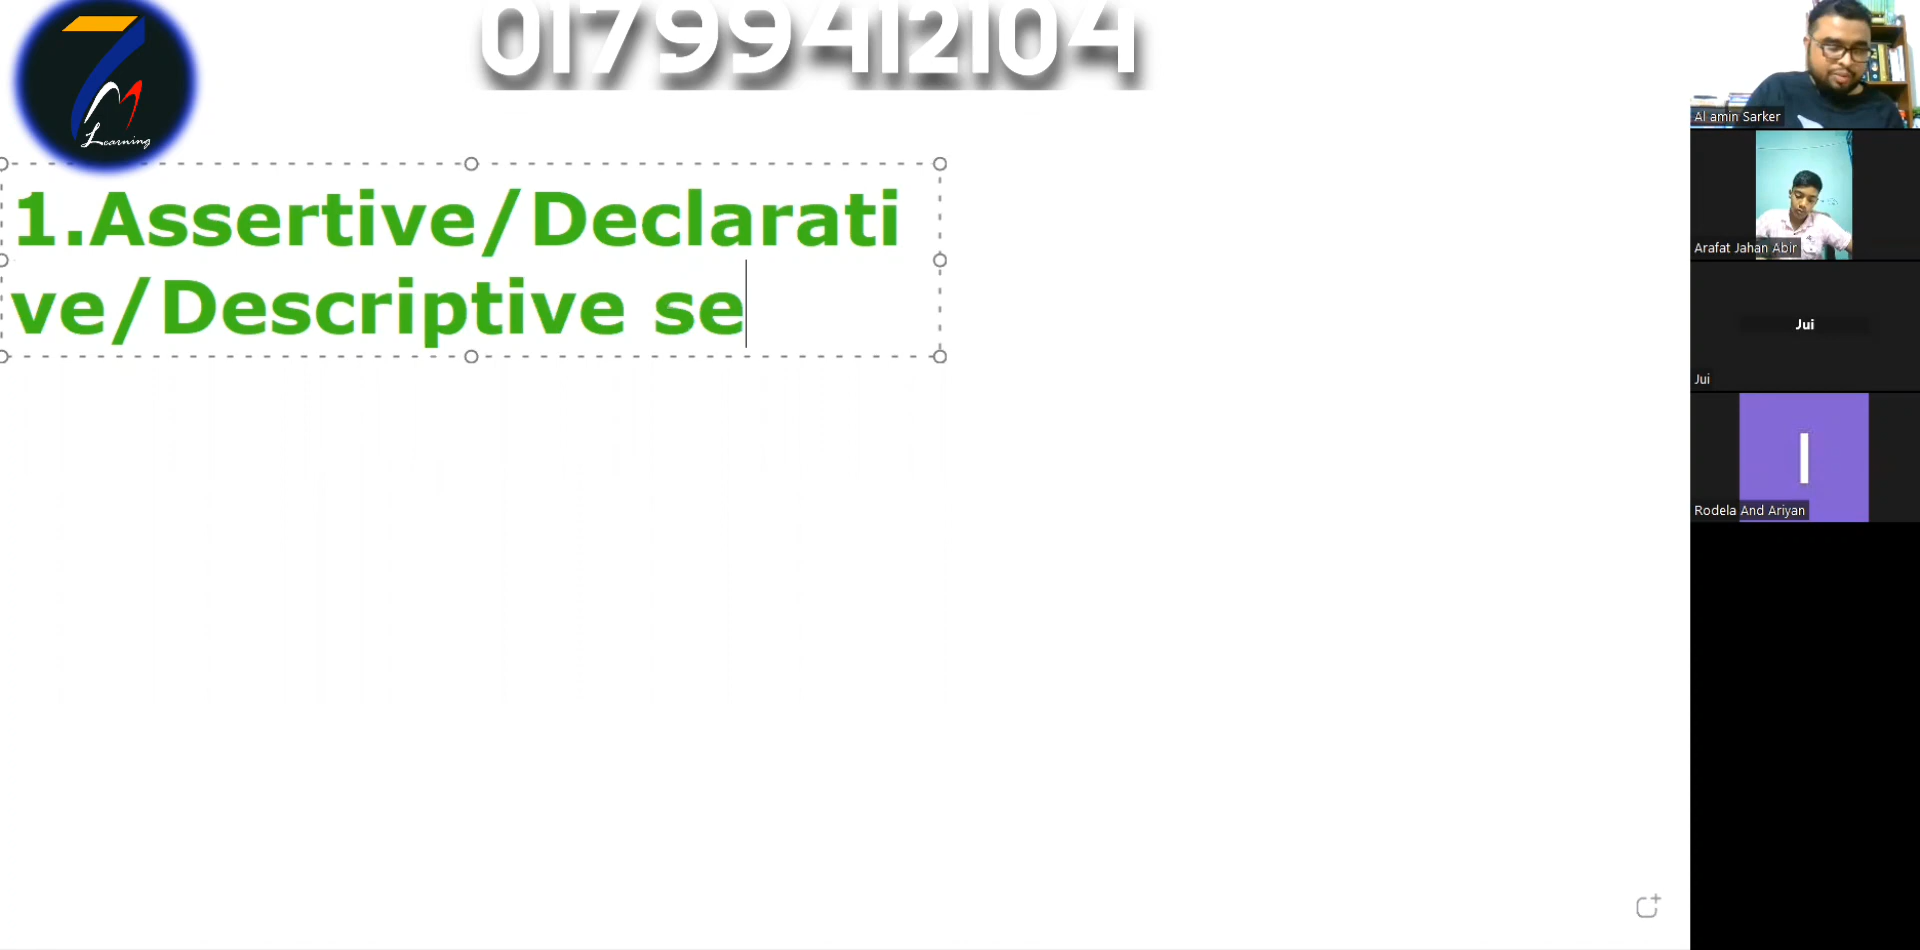 01799412104
7M
Learning
1.Assertive/Declarati
ve/Descriptive se
Al amin Sarker
Arafat Jahan Abir
Jui
Jui
I
Rodela And Ariyan